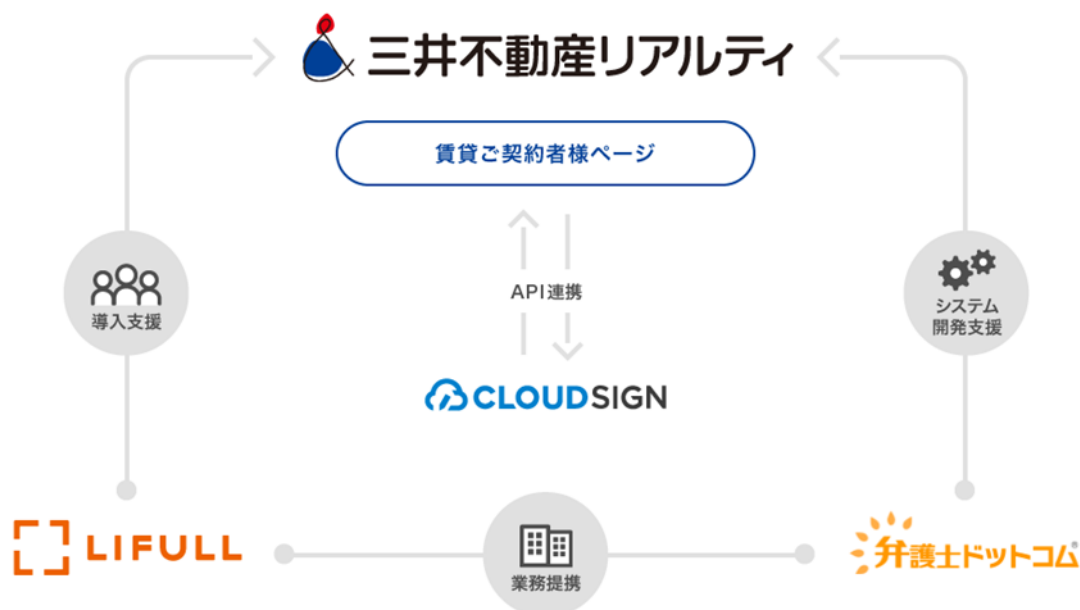 三井不動産リアルティ
賃貸ご契約者様ページ
導入支援
API連携
システム
開発支援
CLOUDSIGN
LIFULL
業務提携
弁護士ドットコム®